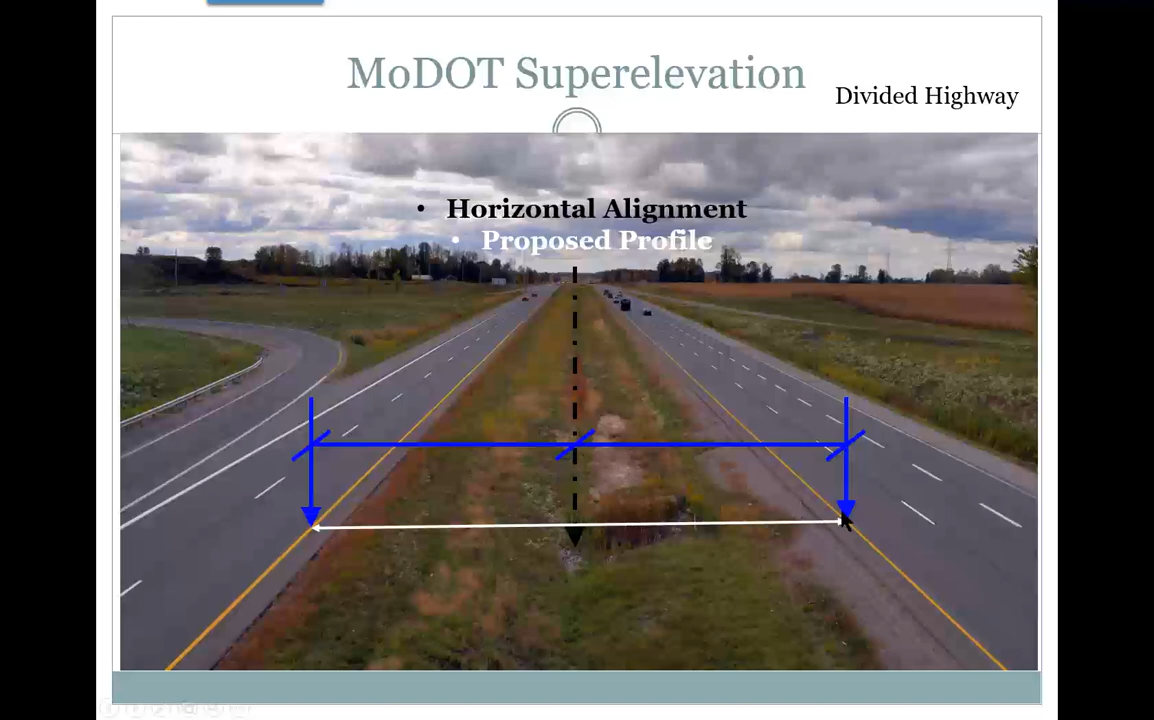 MoDOT Superelevation
Divided Highway
• Horizontal Alignment
• Proposed Profile